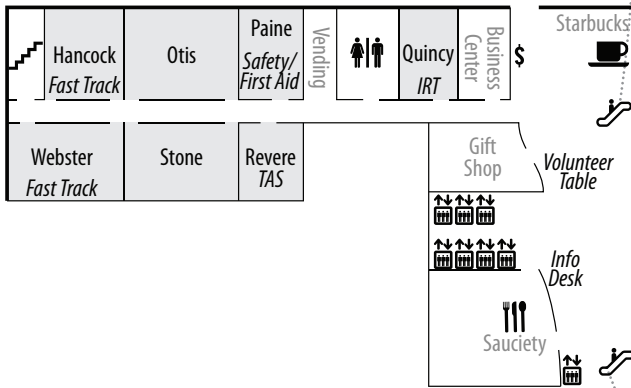 Hancock
Fast Track
Otis
Paine
Safety/
First Aid
Vending
Quincy
IRT
Business
Center
$
Starbucks
Webster
Fast Track
Stone
Revere
TAS
Gift
Shop
Volunteer
Table
Info
Desk
Sauciety